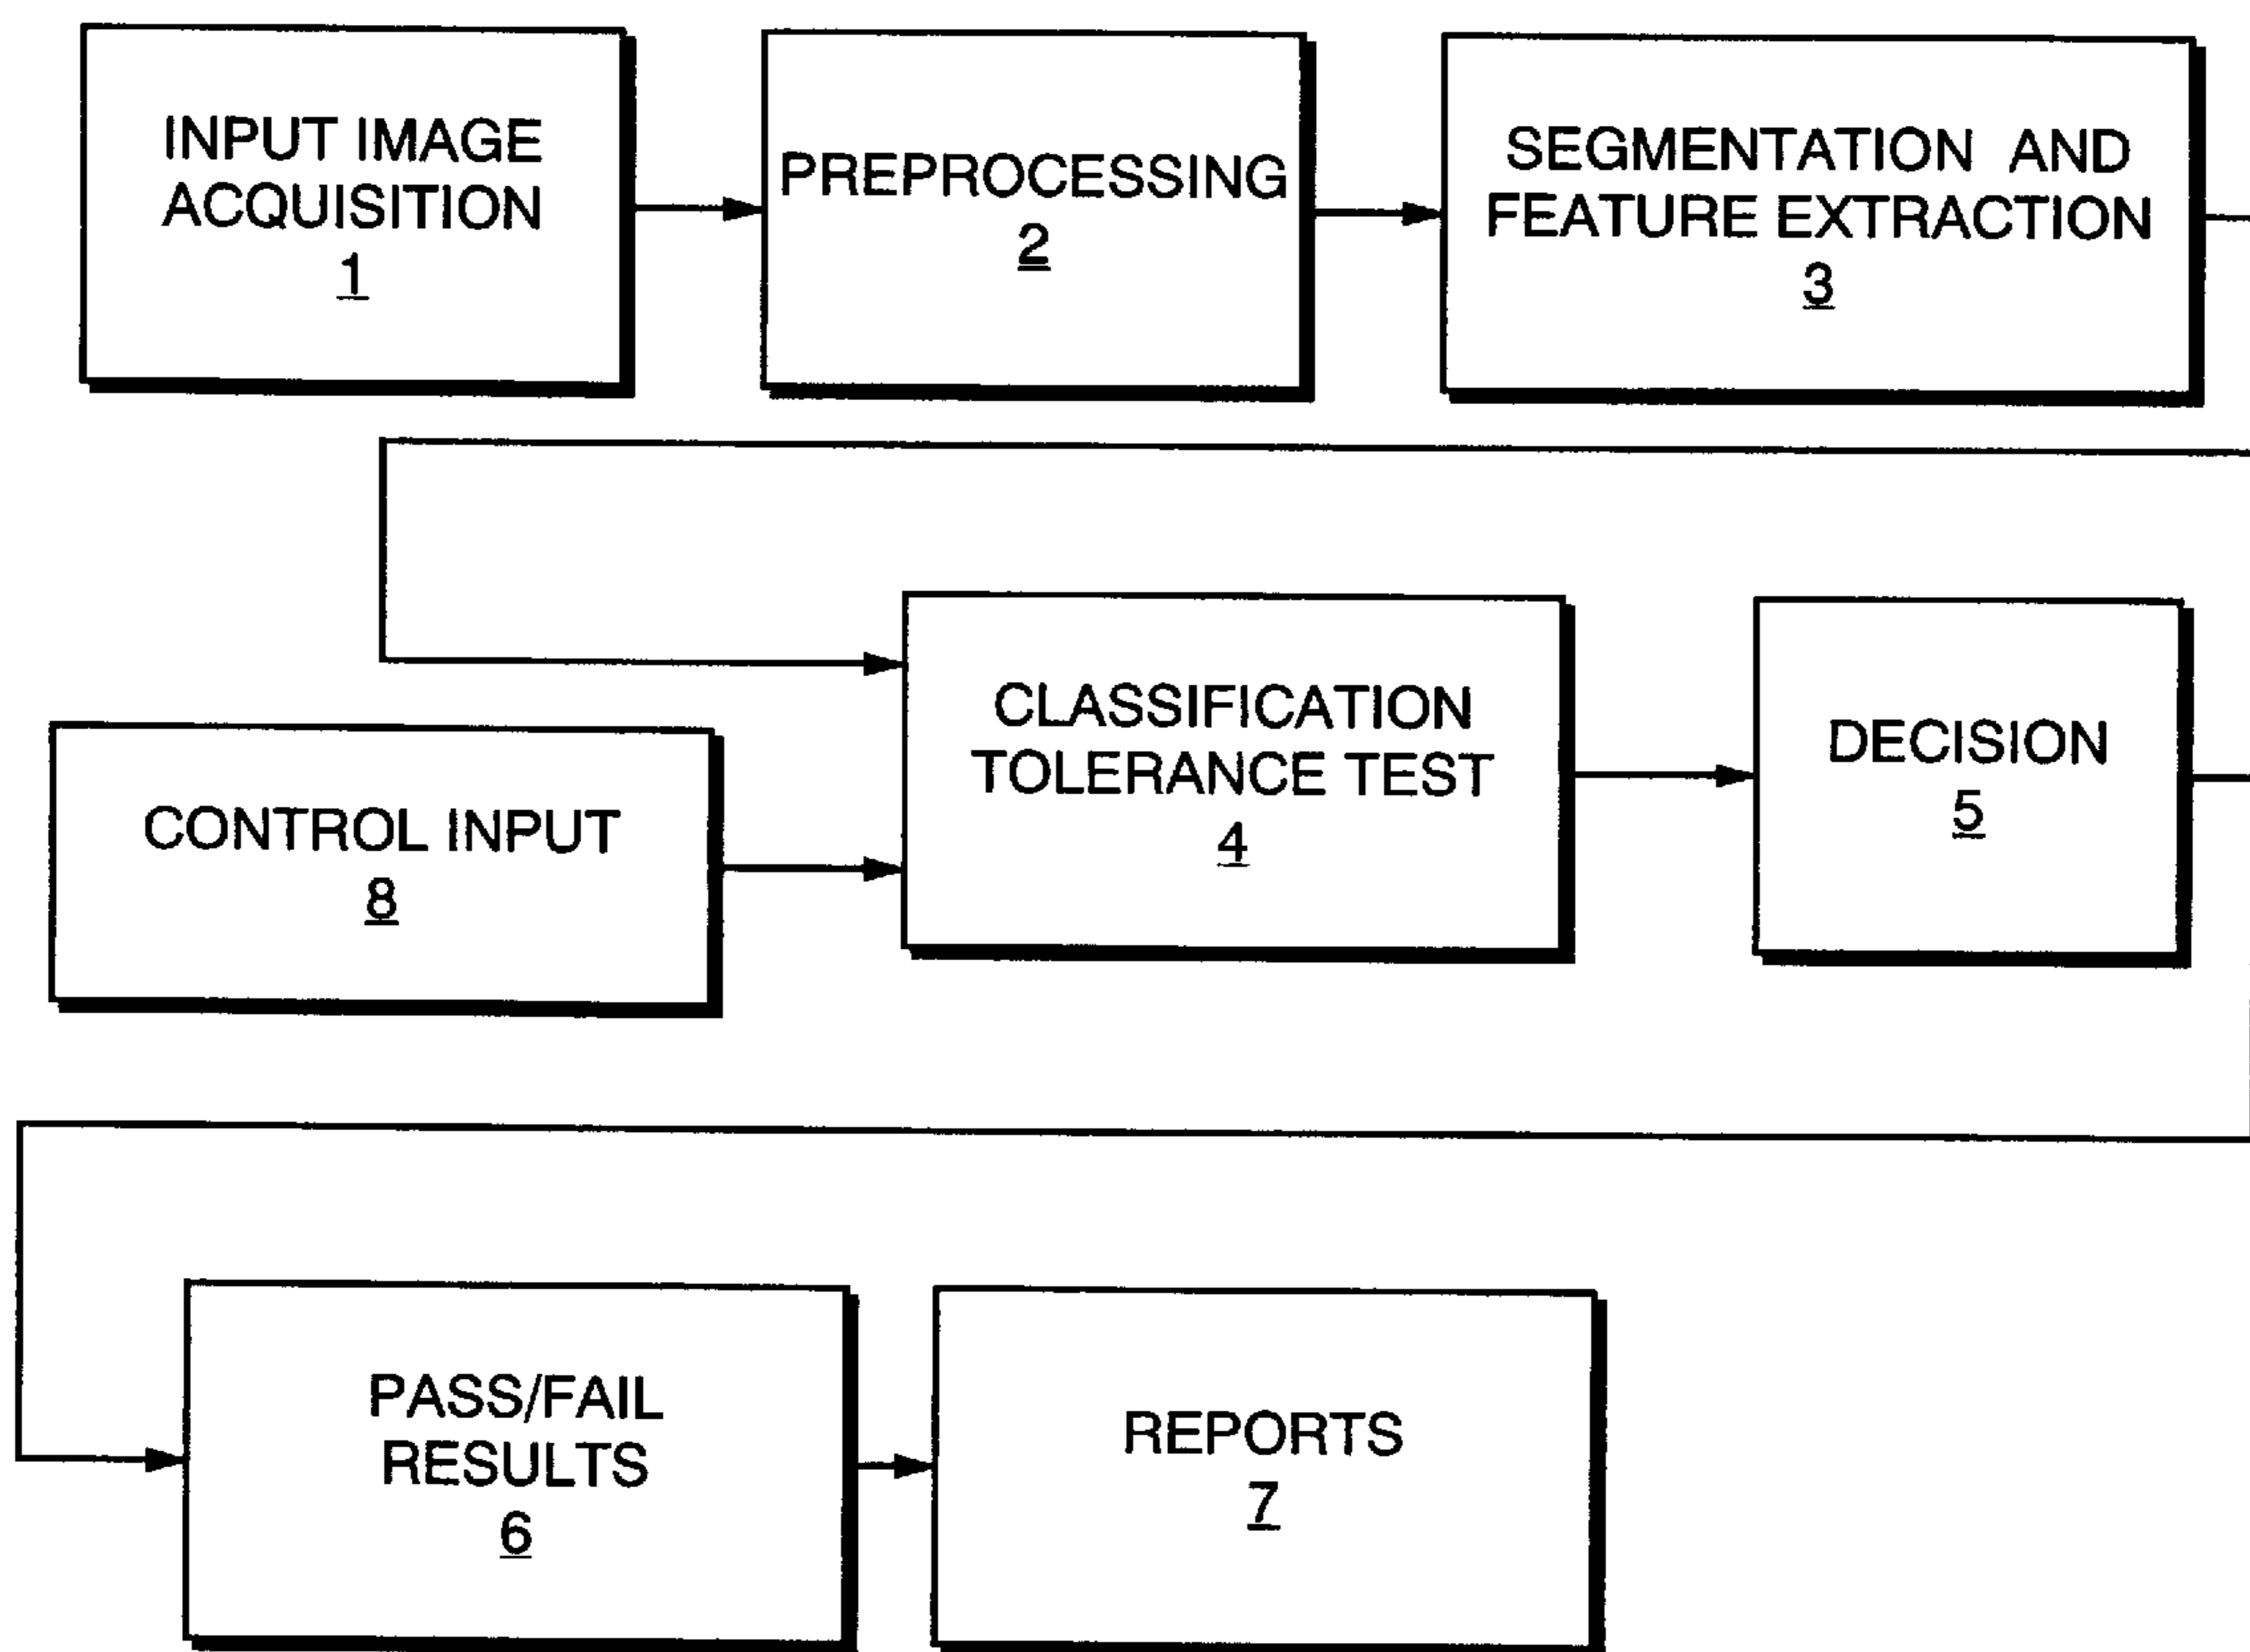 INPUT IMAGE
ACQUISITION
1
PREPROCESSING
2
SEGMENTATION AND
FEATURE EXTRACTION
3
CLASSIFICATION
TOLERANCE TEST
4
DECISION
5
CONTROL INPUT
8
PASS/FAIL
RESULTS
6
REPORTS
7